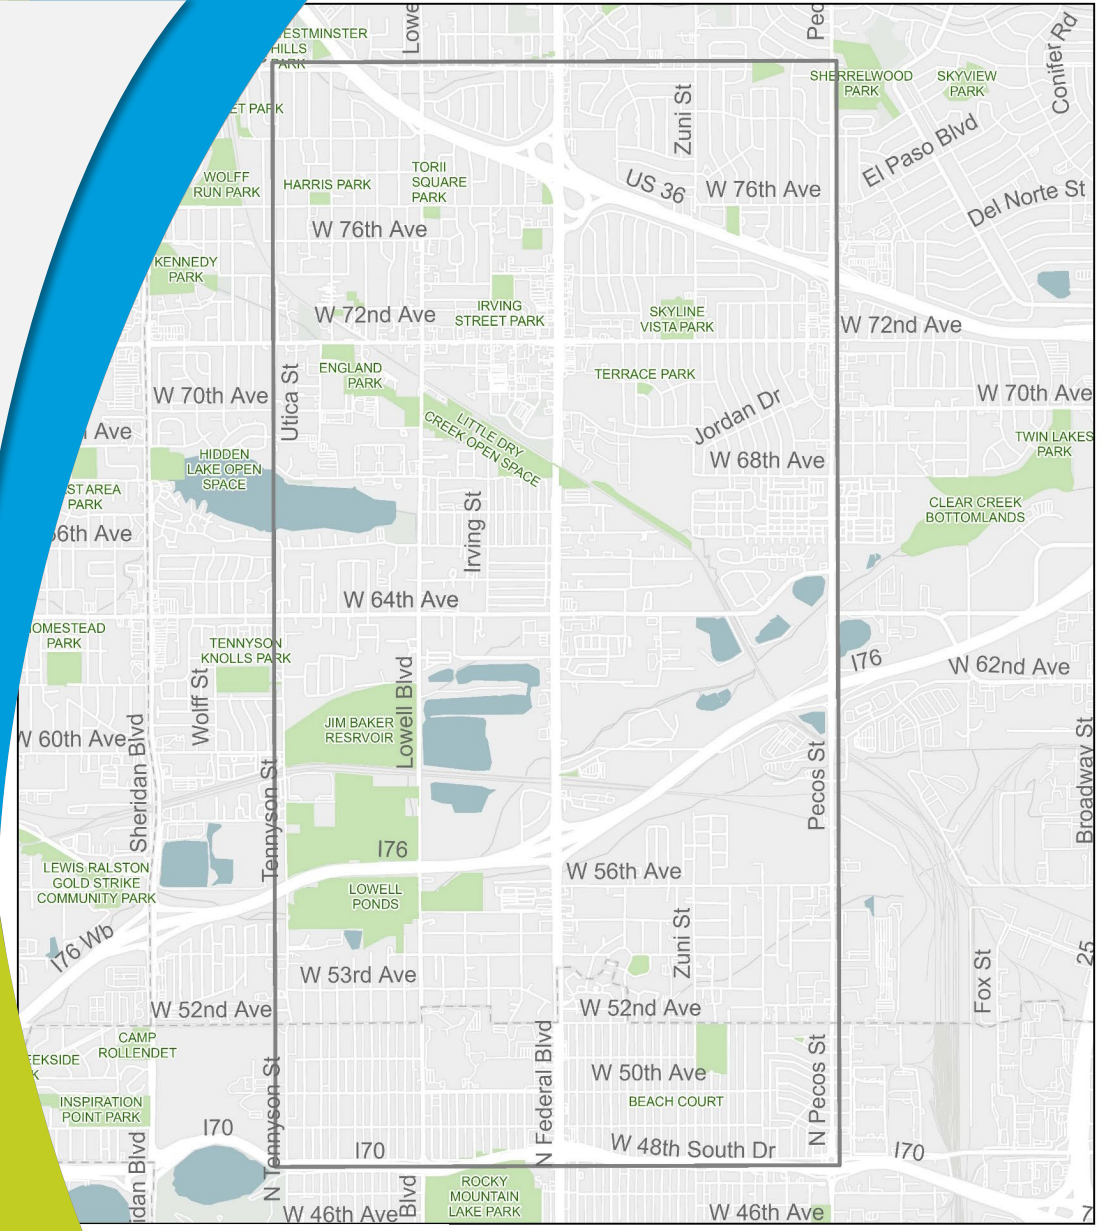 Lowe
Pec
Conifer Rd
WESTMINSTER
HILLS
PARK
SHERRELWOOD
PARK
SKYVIEW
PARK
ET PARK
Zuni St
El Paso Blvd
WOLFF
RUN PARK
HARRIS PARK
TORII
SQUARE
PARK
US 36
W 76th Ave
Del Norte St
W 76th Ave
KENNEDY
PARK
W 72nd Ave
IRVING
STREET PARK
SKYLINE
VISTA PARK
W 72nd Ave
ENGLAND
PARK
TERRACE PARK
W 70th Ave
Utica St
W 70th Ave
Jordan Dr
Ave
LITTLE DRY
CREEK OPEN SPACE
TWIN LAKES
PARK
HIDDEN
LAKE OPEN
SPACE
W 68th Ave
ST AREA
PARK
CLEAR CREEK
BOTTOMLANDS
66th Ave
Irving St
W 64th Ave
HOMESTEAD
PARK
TENNYSON
KNOLLS PARK
I76
W 62nd Ave
Wolff St
Lowell Blvd
JIM BAKER
RESRVOIR
W 60th Ave
Sheridan Blvd
Tennyson St
Pecos St
Broadway St
I76
LEWIS RALSTON
GOLD STRIKE
COMMUNITY PARK
W 56th Ave
LOWELL
PONDS
I76 Wb
Zuni St
25
W 53rd Ave
Fox St
W 52nd Ave
W 52nd Ave
CAMP
ROLLENDET
EEKSIDE
K
N Federal Blvd
N Pecos St
W 50th Ave
INSPIRATION
POINT PARK
BEACH COURT
N Tennyson St
I70
I70
W 48th South Dr
I70
idan Blvd
Blvd
ROCKY
MOUNTAIN
LAKE PARK
W 46th Ave
W 46th Ave
7